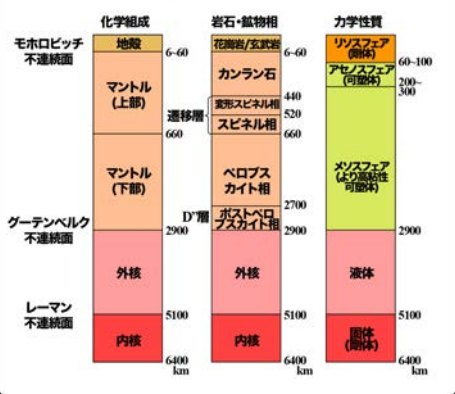 化学組成
岩石・鉱物相
力学性質
モホロビッチ
不連続面
地殻
6~60
マントル
(上部)
660
マントル
(下部)
グーテンベルク
不連続面
2900
外核
レーマン
不連続面
5100
内核
6400
km
花崗岩/玄武岩
6~60
カンラン石
440
遷移層
変形スピネル相
520
スピネル相
660
ペロブス
カイト相
2700
D"層
ポストペロ
ブスカイト相
2900
外核
5100
内核
6400
km
リソスフェア
(剛体)
60~100
アセノスフェア
(可塑体)
200~
300
メソスフェア
(より高粘性
可塑体)
2900
液体
5100
固体
(剛体)
6400
km